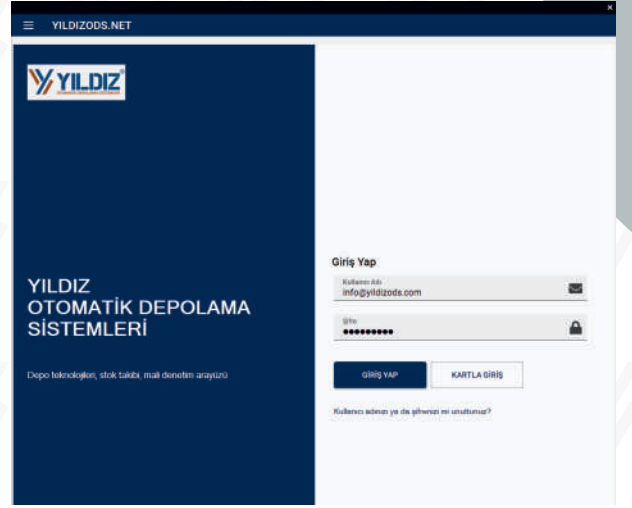 YILDIZODS.NET
YILDIZ
YILDIZ
OTOMATİK DEPOLAMA
SİSTEMLERİ
Depo teknolojileri, stok takibi, mali denetim arayüzü
Giriş Yap
Kullanıcı Adı
info@yildizods.com
Şifre
GİRİŞ YAP
KARTLA GİRİŞ
Kullanıcı adınızı ya da şifrenizi mi unuttunuz?